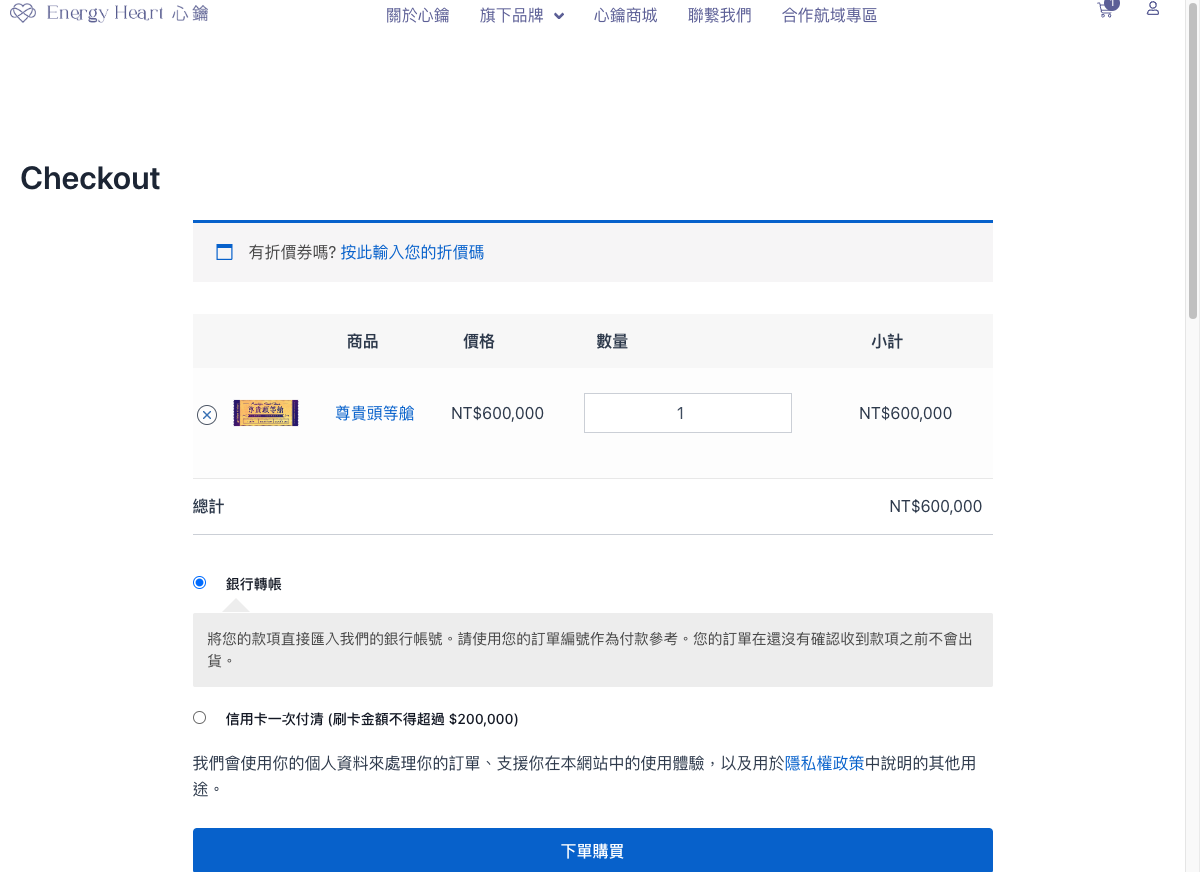 Energy Heart 心鑰
關於心鑰 旗下品牌 心鑰商城 聯繫我們 合作航域專區
1
Checkout
有折價券嗎? 按此輸入您的折價碼
商品 價格 數量 小計
尊貴頭等艙
尊貴頭等艙 NT$600,000 1 NT$600,000
總計 NT$600,000
銀行轉帳
將您的款項直接匯入我們的銀行帳號。請使用您的訂單編號作為付款參考。您的訂單在還沒有確認收到款項之前不會出
貨。
信用卡一次付清 (刷卡金額不得超過 $200,000)
我們會使用你的個人資料來處理你的訂單、支援你在本網站中的使用體驗，以及用於隱私權政策中說明的其他用
途。
下單購買